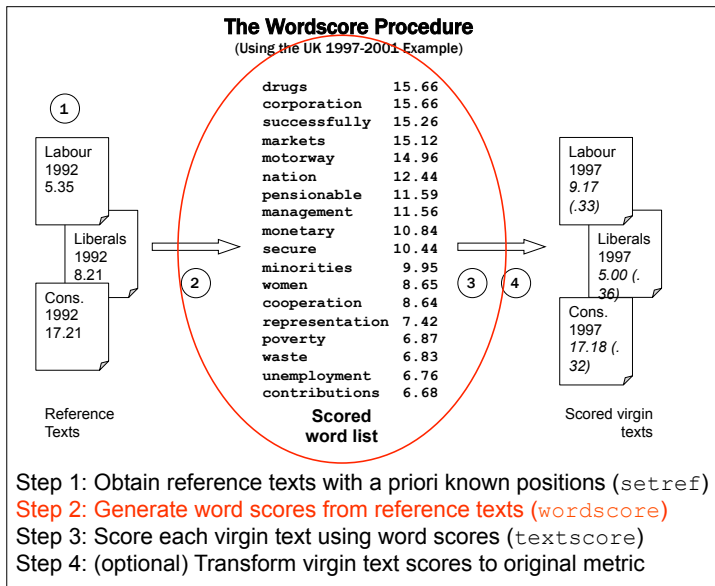 The Wordscore Procedure
(Using the UK 1997-2001 Example)
1
Labour
1992
5.35
Liberals
1992
8.21
Cons.
1992
17.21
Reference
Texts
2
drugs 15.66
corporation 15.66
successfully 15.26
markets 15.12
motorway 14.96
nation 12.44
pensionable 11.59
management 11.56
monetary 10.84
secure 10.44
minorities 9.95
women 8.65
cooperation 8.64
representation 7.42
poverty 6.87
waste 6.83
unemployment 6.76
contributions 6.68
Scored
word list
3 4
Labour
1997
9.17
(.33)
Liberals
1997
5.00 (.
36)
Cons.
1997
17.18 (.
32)
Scored virgin
texts
Step 1: Obtain reference texts with a priori known positions (setref)
Step 2: Generate word scores from reference texts (wordscore)
Step 3: Score each virgin text using word scores (textscore)
Step 4: (optional) Transform virgin text scores to original metric